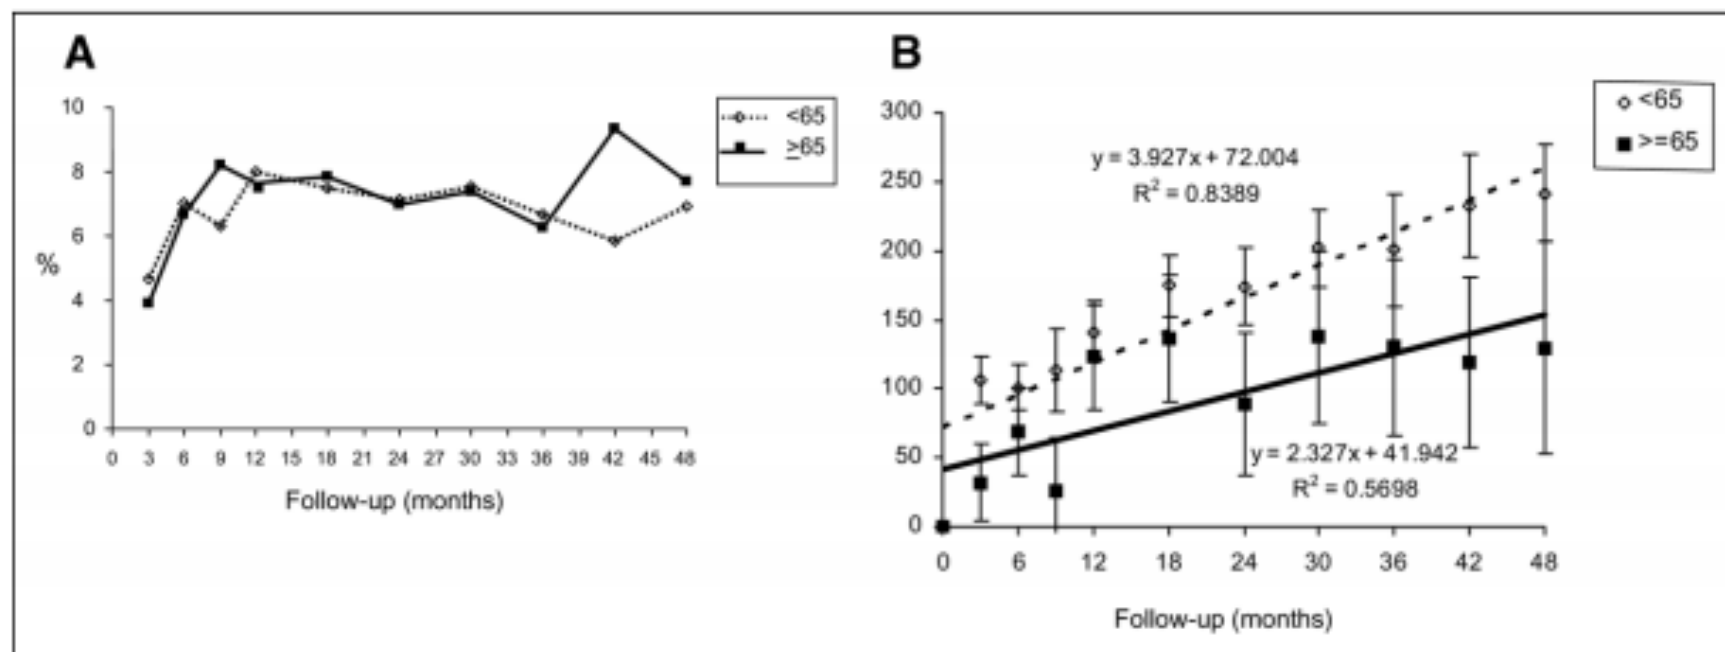 A
10
8
6
4
2
0
%
0 3 6 9 12 15 18 21 24 27 30 33 36 39 42 45 48
Follow-up (months)
<65
≥65
B
300
250
200
150
100
50
0
0 6 12 18 24 30 36 42 48
Follow-up (months)
y = 3.927x + 72.004
R² = 0.8389
y = 2.327x + 41.942
R² = 0.5698
<65
>=65